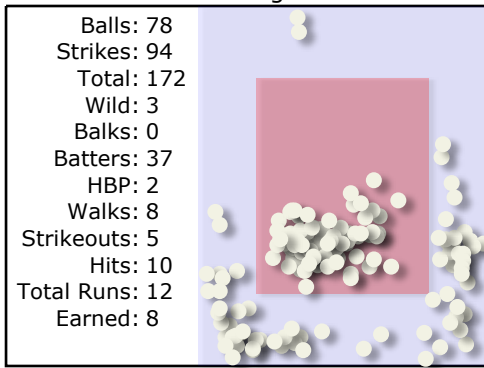 Balls: 78
Strikes: 94
Total: 172
Wild: 3
Balks: 0
Batters: 37
HBP: 2
Walks: 8
Strikeouts: 5
Hits: 10
Total Runs: 12
Earned: 8